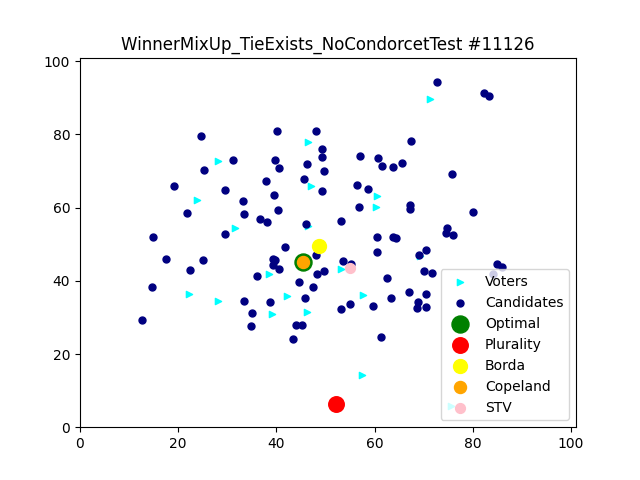 WinnerMixUp_TieExists_NoCondorcetTest #11126
100
80
60
40
20
0
0
20
40
60
80
100
Voters
Candidates
Optimal
Plurality
Borda
Copeland
STV